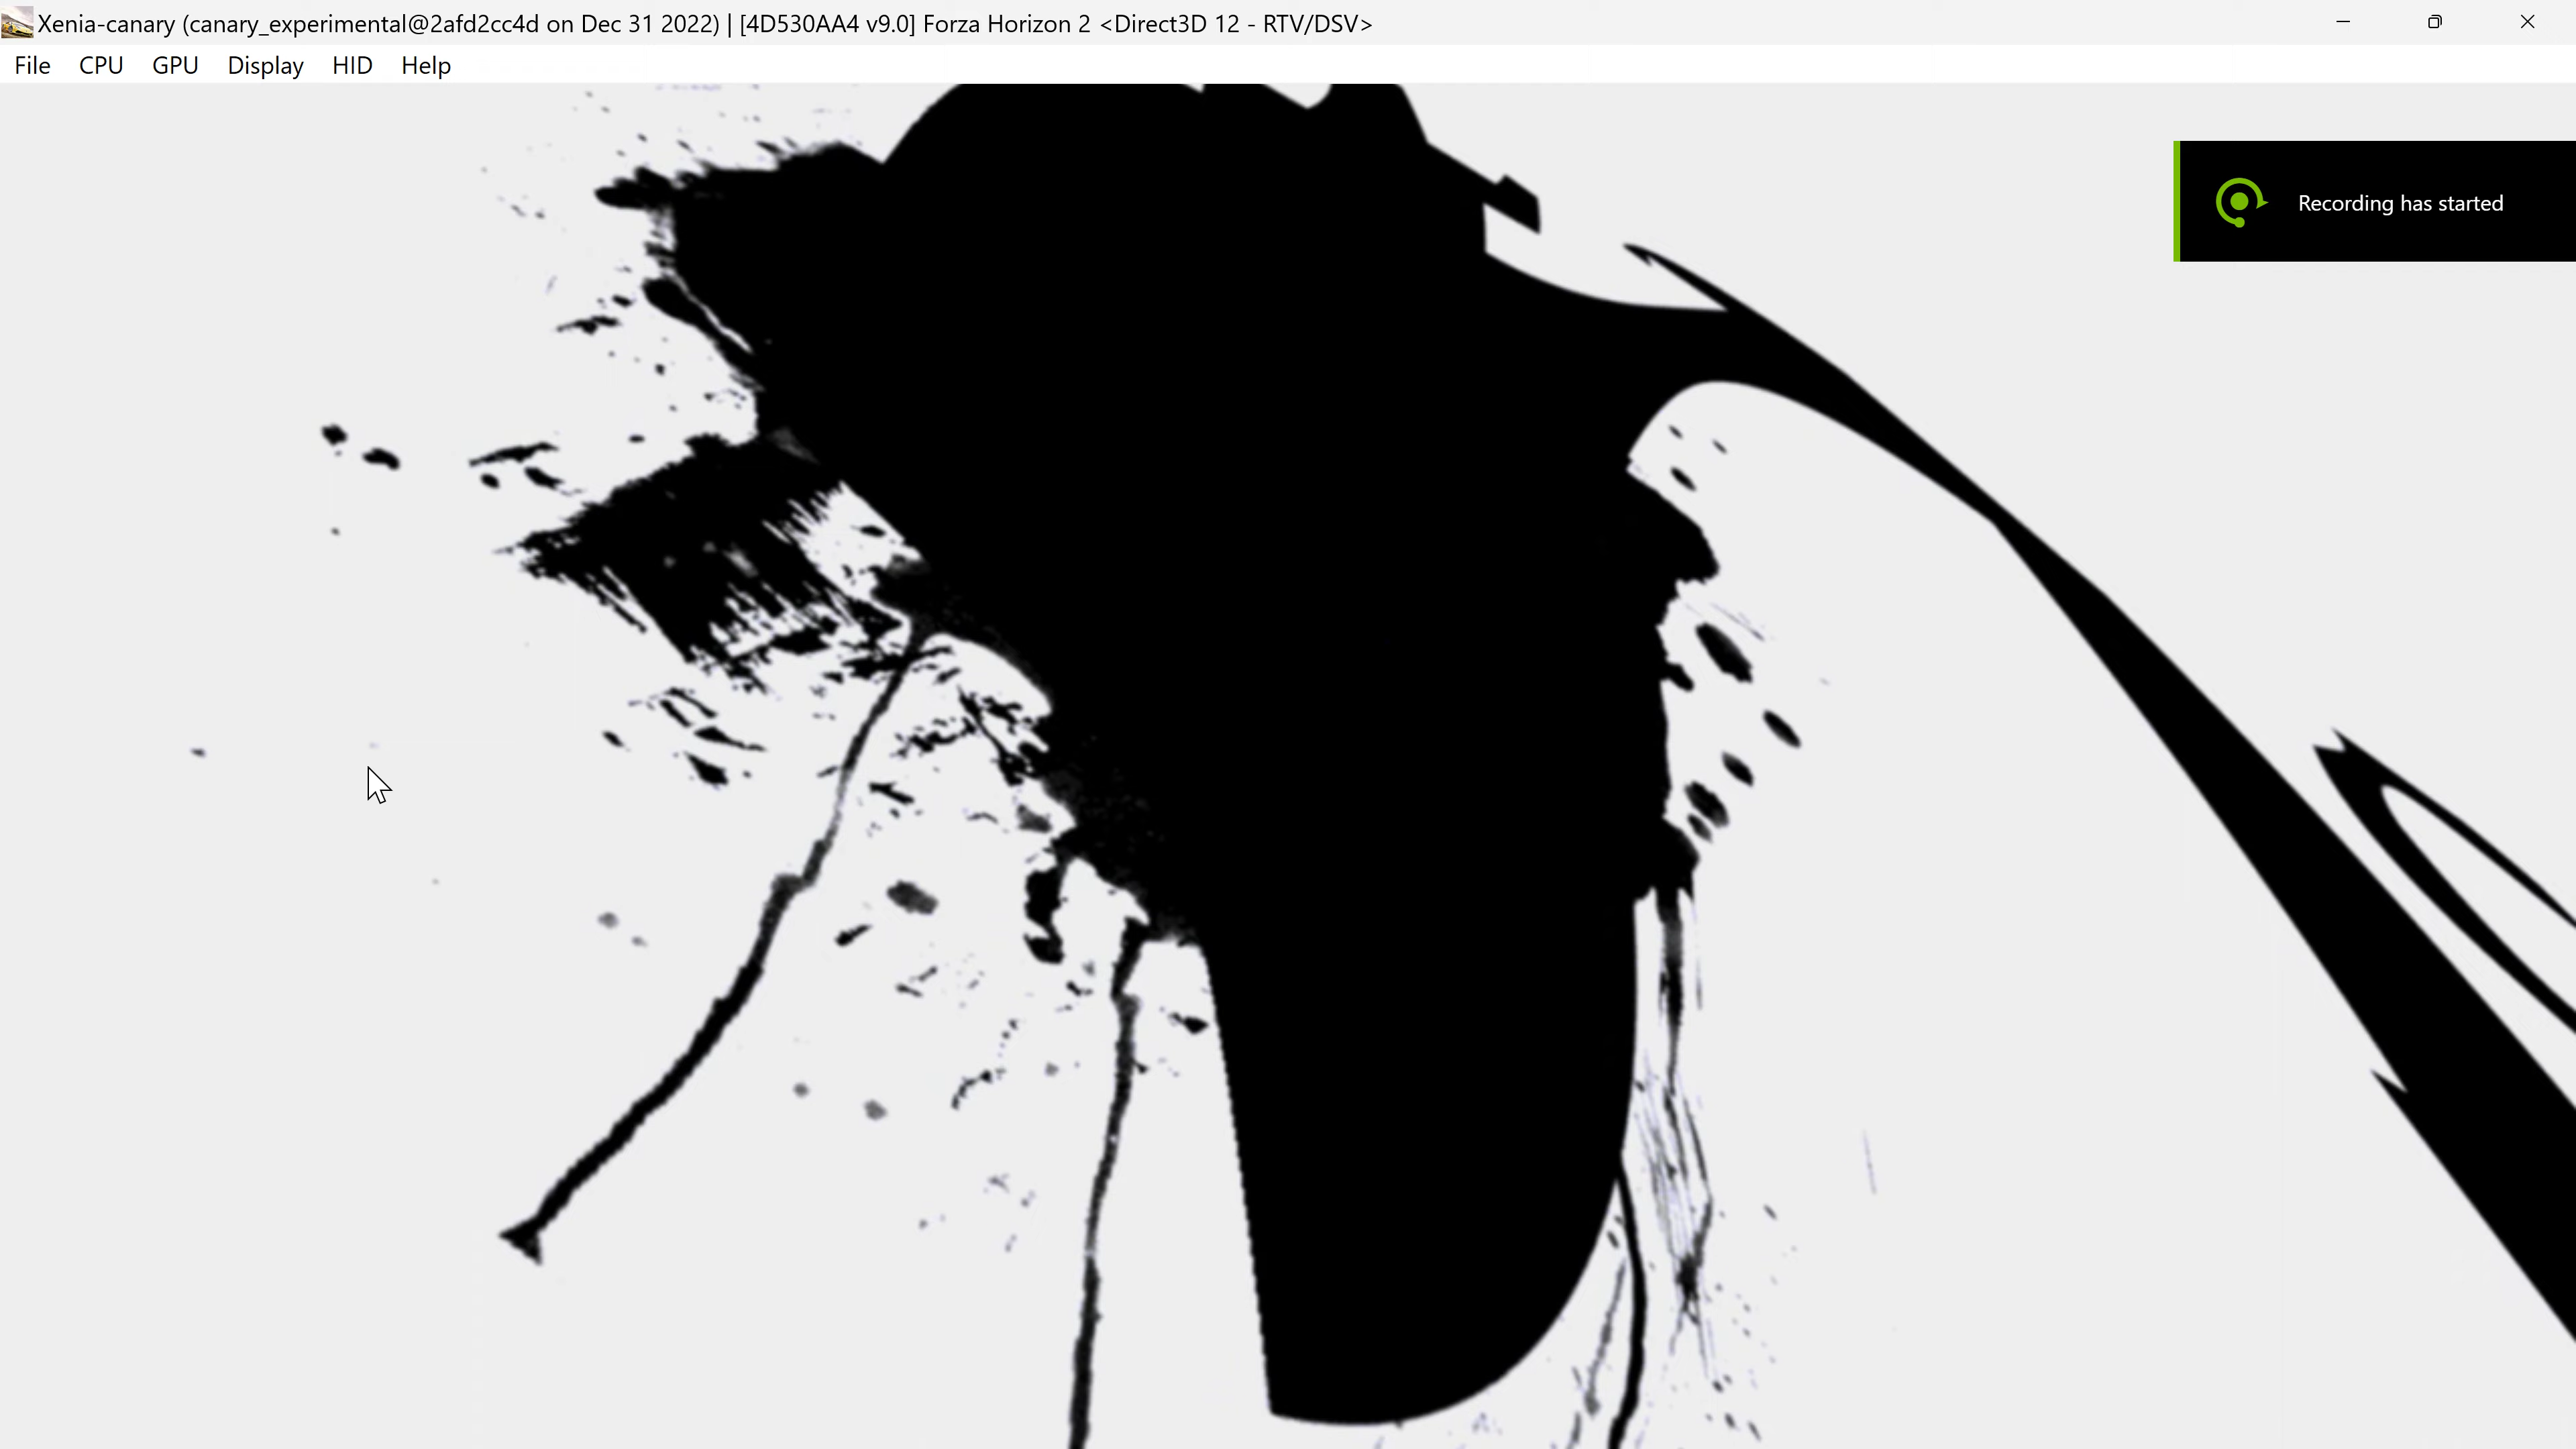 Xenia-canary (canary_experimental@2afd2cc4d on Dec 31 2022) | [4D530AA4 v9.0] Forza Horizon 2 <Direct3D 12 - RTV/DSV>
File CPU GPU Display HID Help
Recording has started